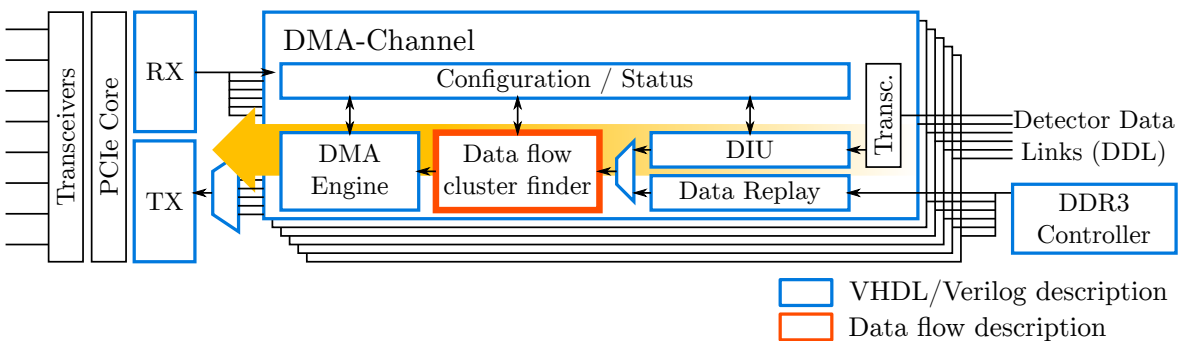 Transceivers
PCIe Core
RX
TX
DMA-Channel
Configuration / Status
DMA
Engine
Data flow
cluster finder
DIU
Data Replay
Transc.
Detector Data
Links (DDL)
DDR3
Controller
VHDL/Verilog description
Data flow description